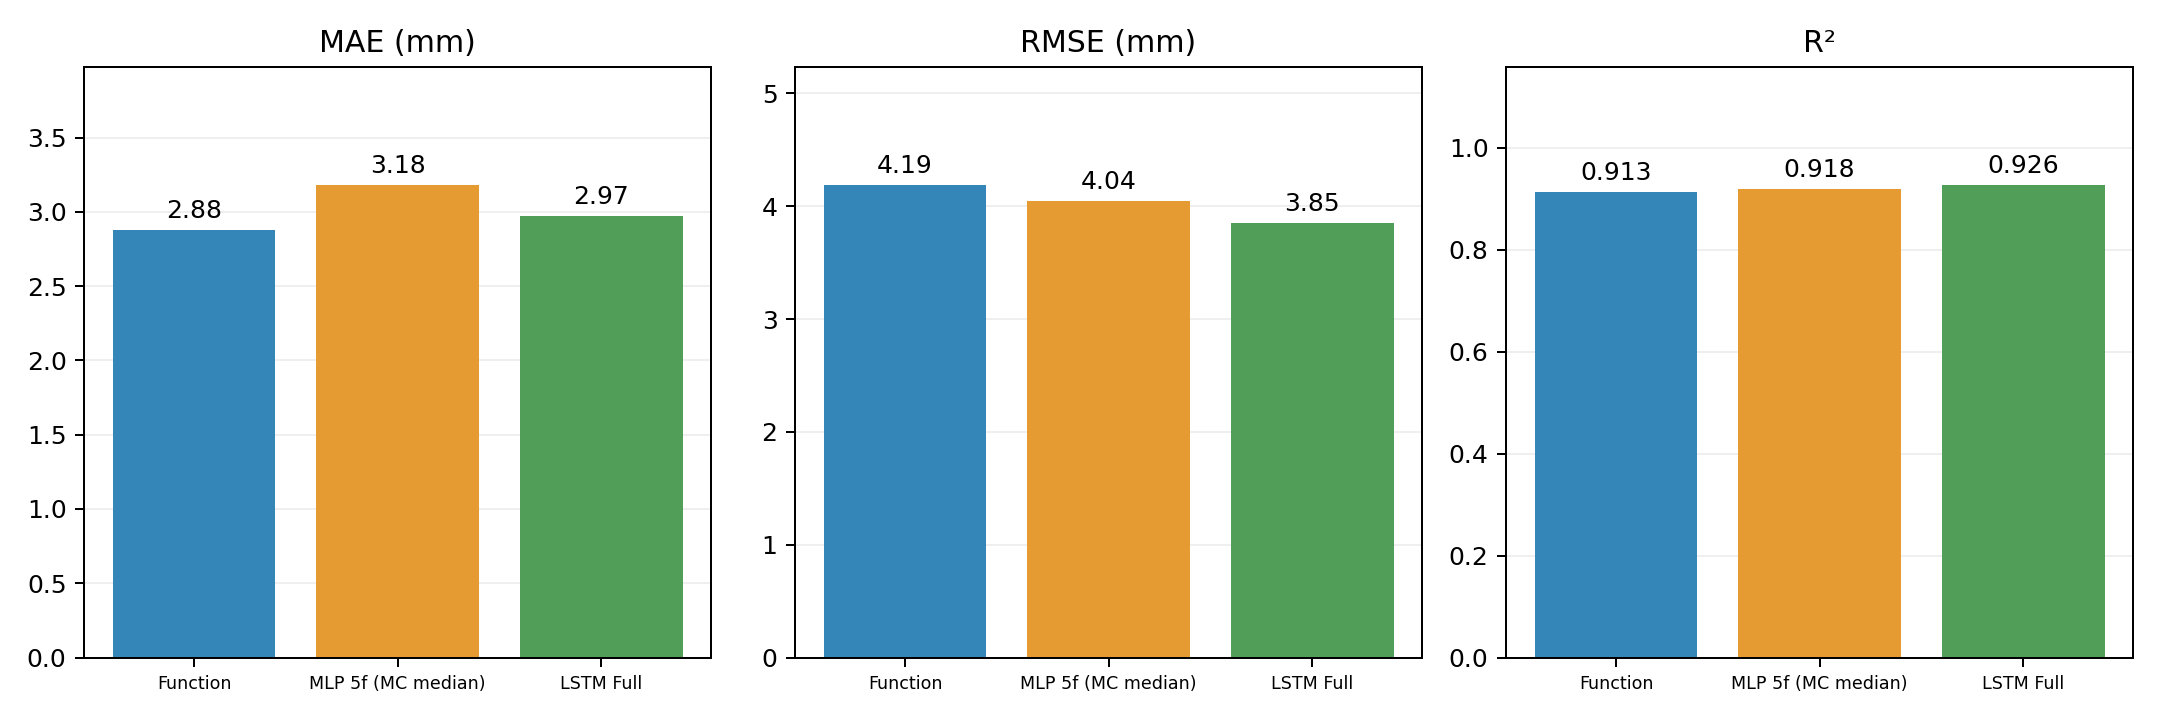 MAE (mm)
3.5
3.0
2.5
2.0
1.5
1.0
0.5
0.0
2.88
3.18
2.97
Function
MLP 5f (MC median)
LSTM Full
RMSE (mm)
5
4
3
2
1
0
4.19
4.04
3.85
Function
MLP 5f (MC median)
LSTM Full
R²
1.0
0.8
0.6
0.4
0.2
0.0
0.913
0.918
0.926
Function
MLP 5f (MC median)
LSTM Full